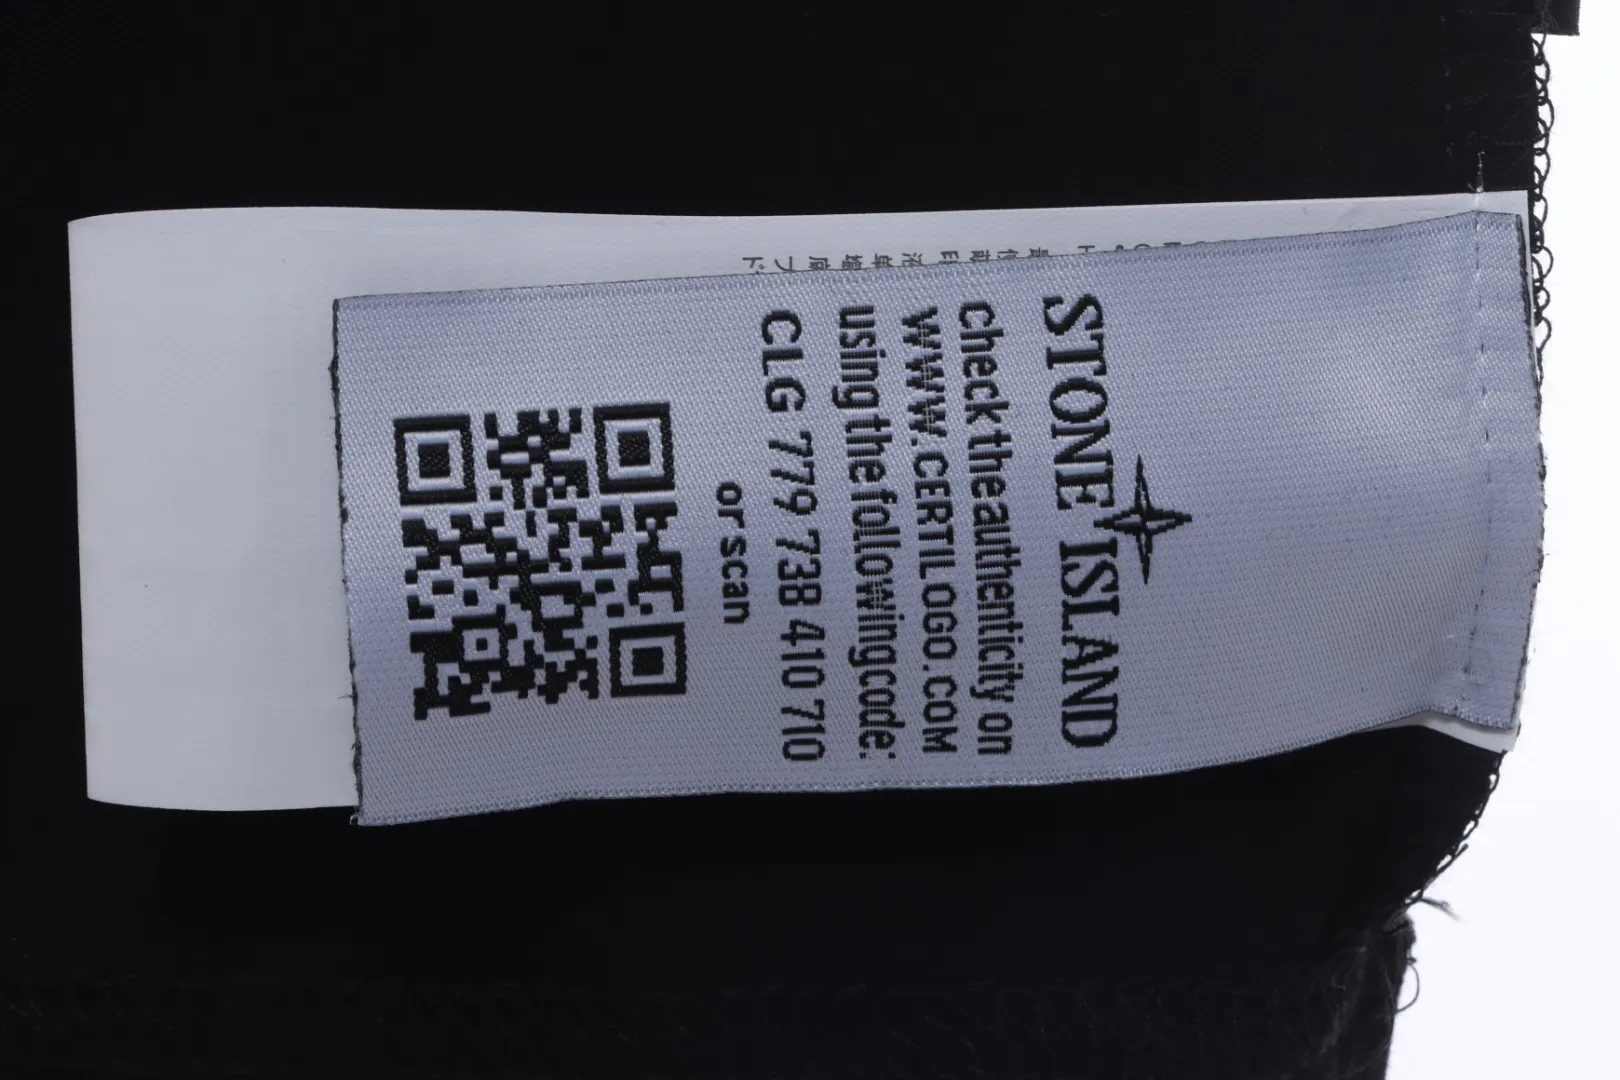 STONE ISLAND
check the authenticity on
WWW.CERTILOGO.COM
using the following code:
CLG 779 738 410 710
or scan